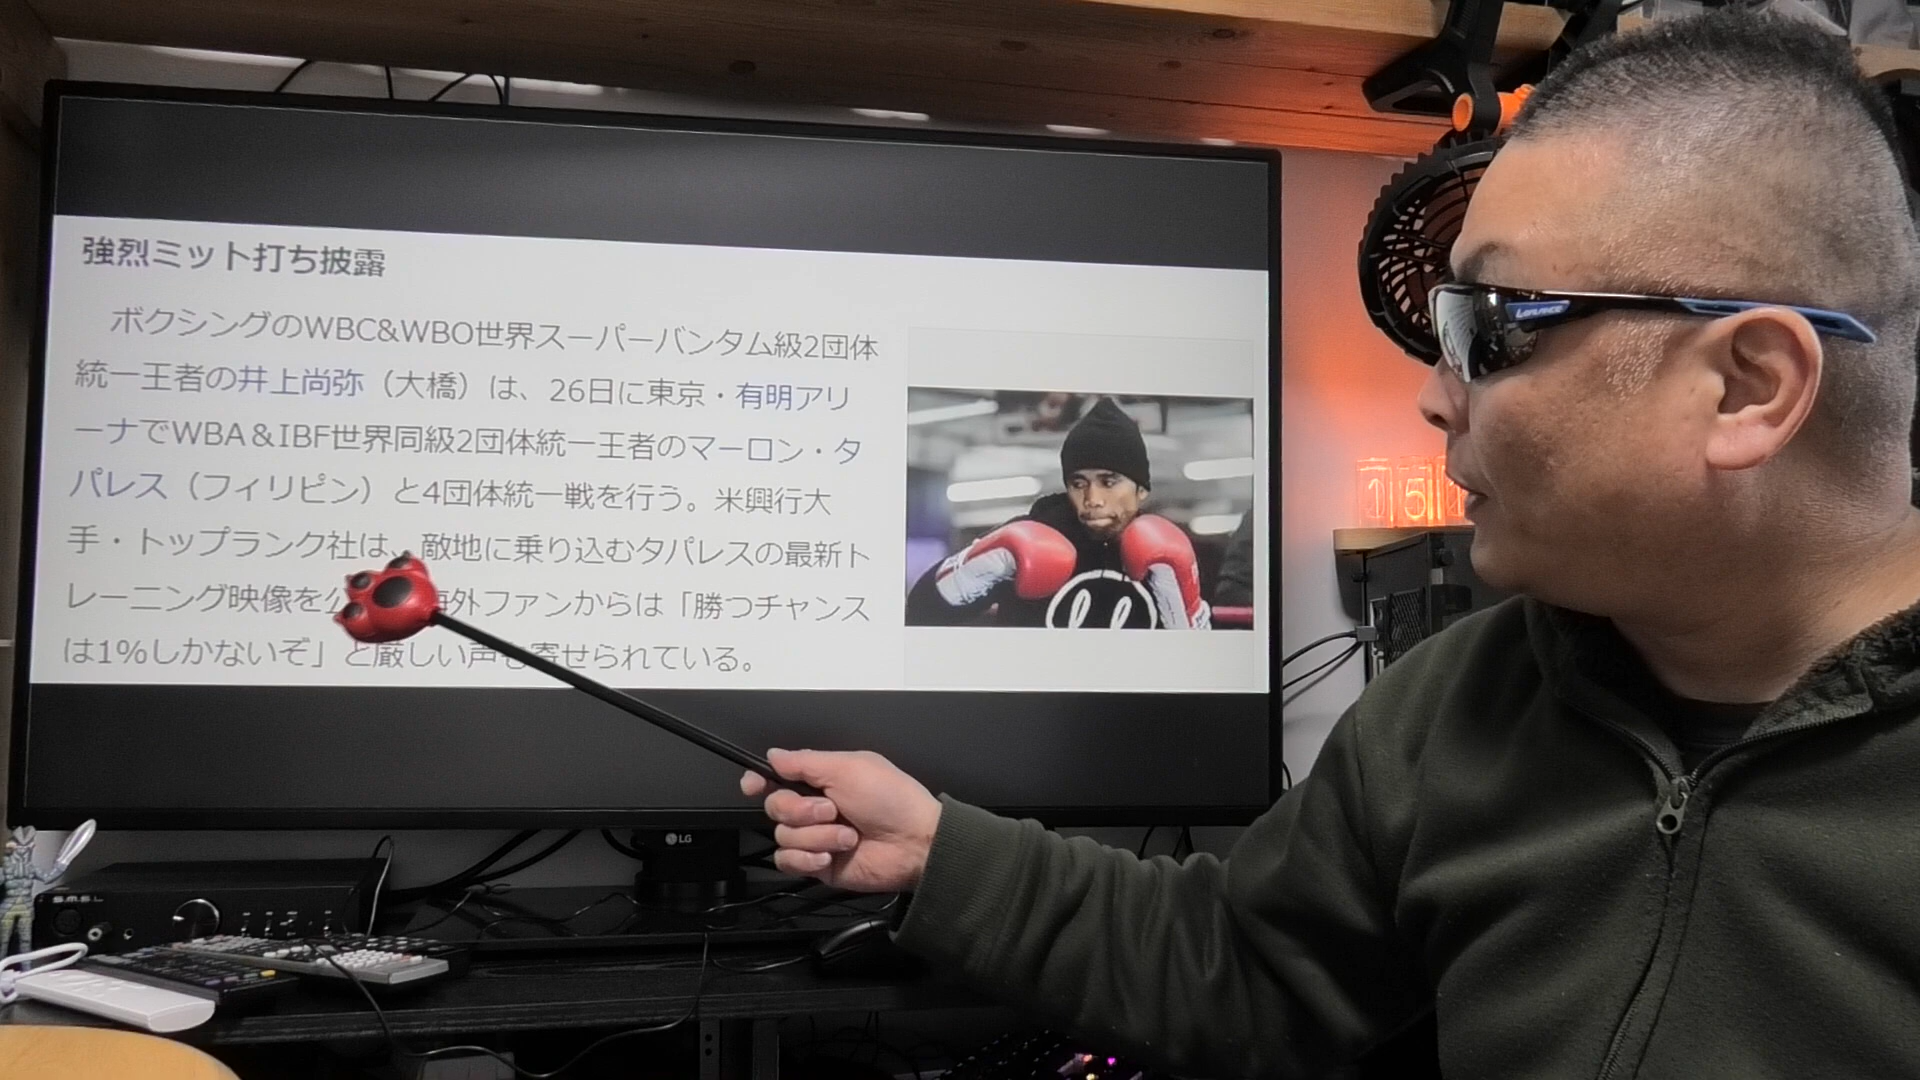 強烈ミット打ち披露
ボクシングのWBC&WBO世界スーパーバンタム級2団体
統一王者の井上尚弥（大橋）は、26日に東京・有明アリ
ーナでWBA＆IBF世界同級2団体統一王者のマーロン・タ
パレス（フィリピン）と4団体統一戦を行う。米興行大
手・トップランク社は、敵地に乗り込むタパレスの最新ト
レーニング映像を公 海外ファンからは「勝つチャンス
は1%しかないぞ」と厳しい声も寄せられている。
LG
S.M.S.L
15